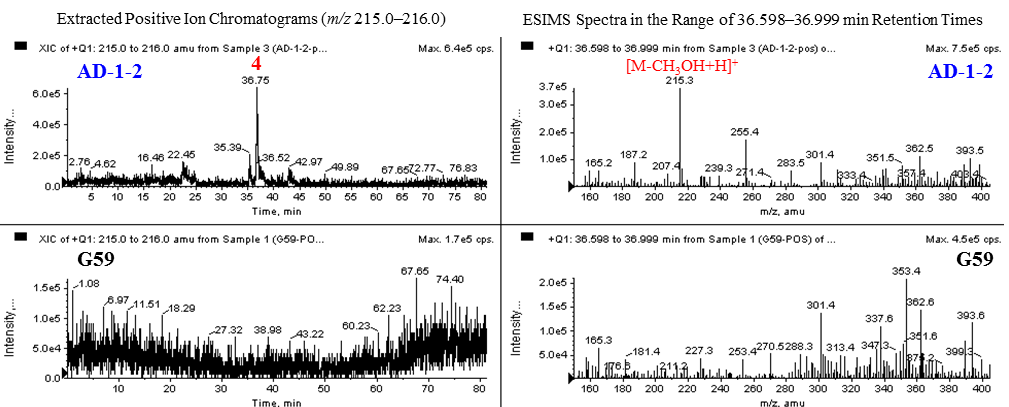 Extracted Positive Ion Chromatograms (m/z 215.0–216.0)
ESIMS Spectra in the Range of 36.598–36.999 min Retention Times
XIC of +Q1: 215.0 to 216.0 amu from Sample 3 (AD-1-2-p...
Max. 6.4e5 cps.
AD-1-2
4
36.75
6.0e5
4.0e5
2.0e5
0.0
Intensity...
2.76
4.62
16.46
22.45
35.39
36.52
42.97
49.89
67.65
72.77
76.83
5 10 15 20 25 30 35 40 45 50 55 60 65 70 75 80
Time, min
+Q1: 36.598 to 36.999 min from Sample 3 (AD-1-2-pos) o...
Max. 7.5e5 cps.
[M-CH3OH+H]+
AD-1-2
215.3
3.7e5
3.0e5
2.0e5
1.0e5
Intensity...
165.2
187.2
207.4
239.3
255.4
271.4
283.5
301.4
333.4
351.5
357.4
362.5
393.5
403.4
160 180 200 220 240 260 280 300 320 340 360 380 400
m/z, amu
XIC of +Q1: 215.0 to 216.0 amu from Sample 1 (G59-PO...
Max. 1.7e5 cps.
G59
1.5e5
1.0e5
5.0e4
0.0
Intensity,...
1.08
6.97
11.51
18.29
27.32
38.98
43.22
60.23
62.23
67.65
74.40
10 20 30 40 50 60 70 80
Time, min
+Q1: 36.598 to 36.999 min from Sample 1 (G59-POS) of ...
Max. 4.5e5 cps.
G59
2.0e5
1.5e5
1.0e5
5.0e4
Intensity...
165.3
181.4
211.2
227.3
253.4
270.5
288.3
301.4
313.4
337.6
347.3
353.4
362.6
351.6
393.6
399.3
160 180 200 220 240 260 280 300 320 340 360 380 400
m/z, amu